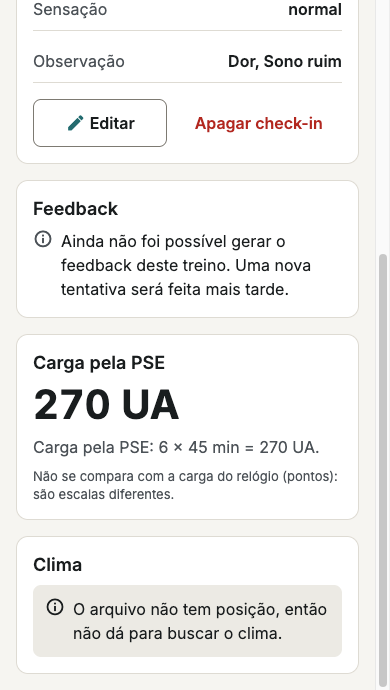 Sensação normal
Observação Dor, Sono ruim
Editar Apagar check-in
Feedback
Ainda não foi possível gerar o
feedback deste treino. Uma nova
tentativa será feita mais tarde.
Carga pela PSE
270 UA
Carga pela PSE: 6 × 45 min = 270 UA.
Não se compara com a carga do relógio (pontos):
são escalas diferentes.
Clima
O arquivo não tem posição, então
não dá para buscar o clima.